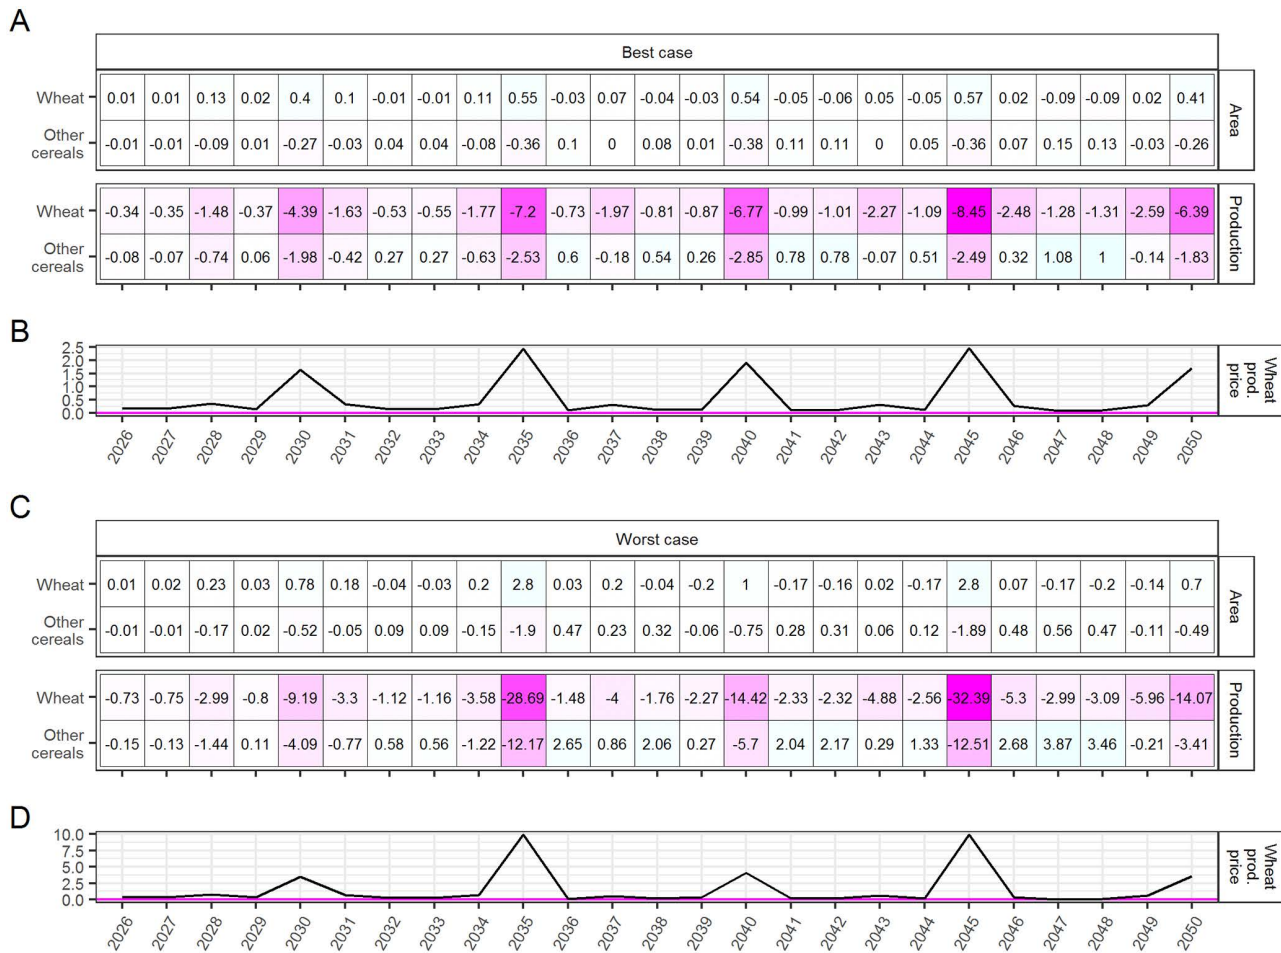 A
Best case
Wheat 0.01 0.01 0.13 0.02 0.4 0.1 -0.01 -0.01 0.11 0.55 -0.03 0.07 -0.04 -0.03 0.54 -0.05 -0.06 0.05 -0.05 0.57 0.02 -0.09 -0.09 0.02 0.41
Other cereals -0.01 -0.01 -0.09 0.01 -0.27 -0.03 0.04 0.04 -0.08 -0.36 0.1 0 0.08 0.01 -0.38 0.11 0.11 0 0.05 -0.36 0.07 0.15 0.13 -0.03 -0.26
Area
Wheat -0.34 -0.35 -1.48 -0.37 -4.39 -1.63 -0.53 -0.55 -1.77 -7.2 -0.73 -1.97 -0.81 -0.87 -6.77 -0.99 -1.01 -2.27 -1.09 -8.45 -2.48 -1.28 -1.31 -2.59 -6.39
Other cereals -0.08 -0.07 -0.74 0.06 -1.98 -0.42 0.27 0.27 -0.63 -2.53 0.6 -0.18 0.54 0.26 -2.85 0.78 0.78 -0.07 0.51 -2.49 0.32 1.08 1 -0.14 -1.83
Production
B
2.5
2.0
1.5
1.0
0.5
0.0
Wheat
prod.
price
2026 2027 2028 2029 2030 2031 2032 2033 2034 2035 2036 2037 2038 2039 2040 2041 2042 2043 2044 2045 2046 2047 2048 2049 2050
C
Worst case
Wheat 0.01 0.02 0.23 0.03 0.78 0.18 -0.04 -0.03 0.2 2.8 0.03 0.2 -0.04 -0.2 1 -0.17 -0.16 0.02 -0.17 2.8 0.07 -0.17 -0.2 -0.14 0.7
Other cereals -0.01 -0.01 -0.17 0.02 -0.52 -0.05 0.09 0.09 -0.15 -1.9 0.47 0.23 0.32 -0.06 -0.75 0.28 0.31 0.06 0.12 -1.89 0.48 0.56 0.47 -0.11 -0.49
Area
Wheat -0.73 -0.75 -2.99 -0.8 -9.19 -3.3 -1.12 -1.16 -3.58 -28.69 -1.48 -4 -1.76 -2.27 -14.42 -2.33 -2.32 -4.88 -2.56 -32.39 -5.3 -2.99 -3.09 -5.96 -14.07
Other cereals -0.15 -0.13 -1.44 0.11 -4.09 -0.77 0.58 0.56 -1.22 -12.17 2.65 0.86 2.06 0.27 -5.7 2.04 2.17 0.29 1.33 -12.51 2.68 3.87 3.46 -0.21 -3.41
Production
D
10.0
7.5
5.0
2.5
0.0
Wheat
prod.
price
2026 2027 2028 2029 2030 2031 2032 2033 2034 2035 2036 2037 2038 2039 2040 2041 2042 2043 2044 2045 2046 2047 2048 2049 2050